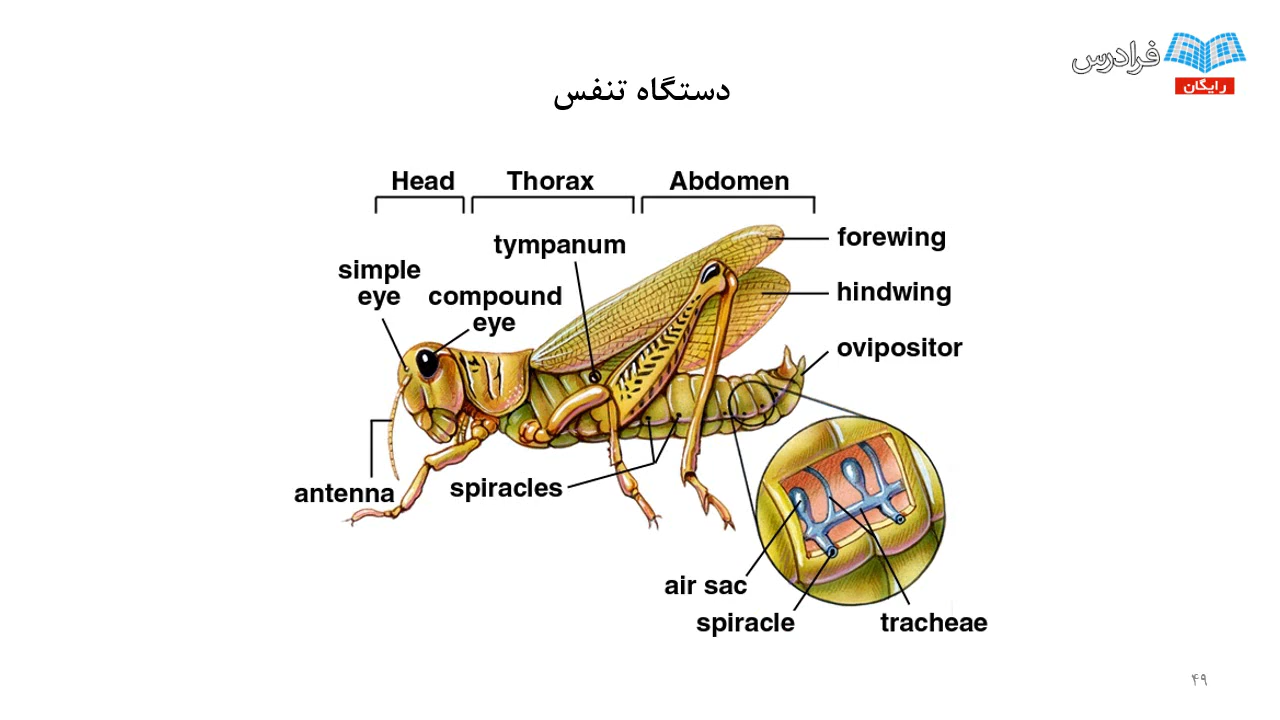 فرادرس
رایگان
دستگاه تنفس
Head Thorax Abdomen
tympanum
forewing
simple
eye
compound
eye
hindwing
ovipositor
antenna
spiracles
air sac
spiracle
tracheae
۴۹